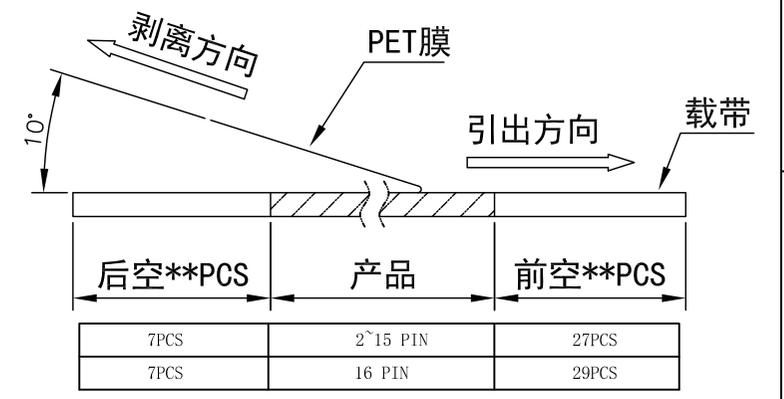 剥离方向
PET膜
10°
引出方向
载带
后空**PCS 产品 前空**PCS
7PCS 2~15 PIN 27PCS
7PCS 16 PIN 29PCS